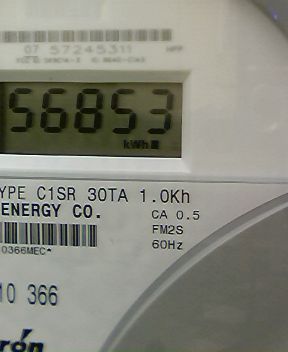 07 57245311
56853
kWh
YPE C1SR 30TA 1.0Kh
ENERGY CO.
CA 0.5
FM2S
60Hz
0366MEC*
10 366
rón